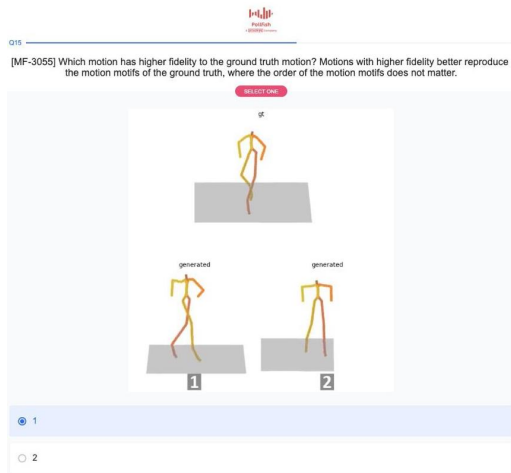 Pollfish
Q15
[MF-3055] Which motion has higher fidelity to the ground truth motion? Motions with higher fidelity better reproduce
the motion motifs of the ground truth, where the order of the motion motifs does not matter.
SELECT ONE
gt
generated
generated
1
2
1
2